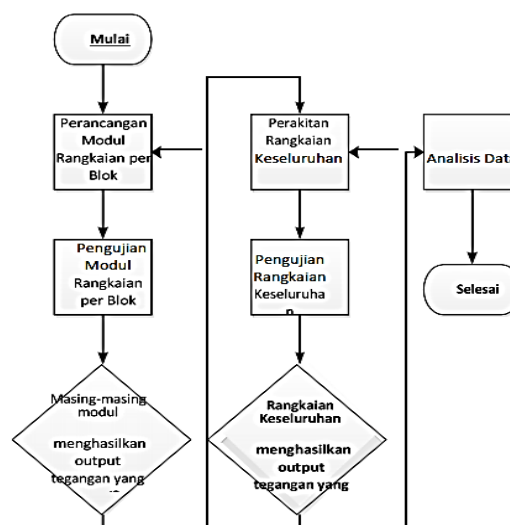 Mulai
Perancangan
Modul
Rangkaian per
Blok
Pengujian
Modul
Rangkaian
per Blok
Masing-masing
modul
menghasilkan
output
tegangan yang
Perakitan
Rangkaian
Keseluruhan
Pengujian
Rangkaian
Keseluruha
n
Rangkaian
Keseluruhan
menghasilkan
output
tegangan yang
Analisis Dat
Selesai